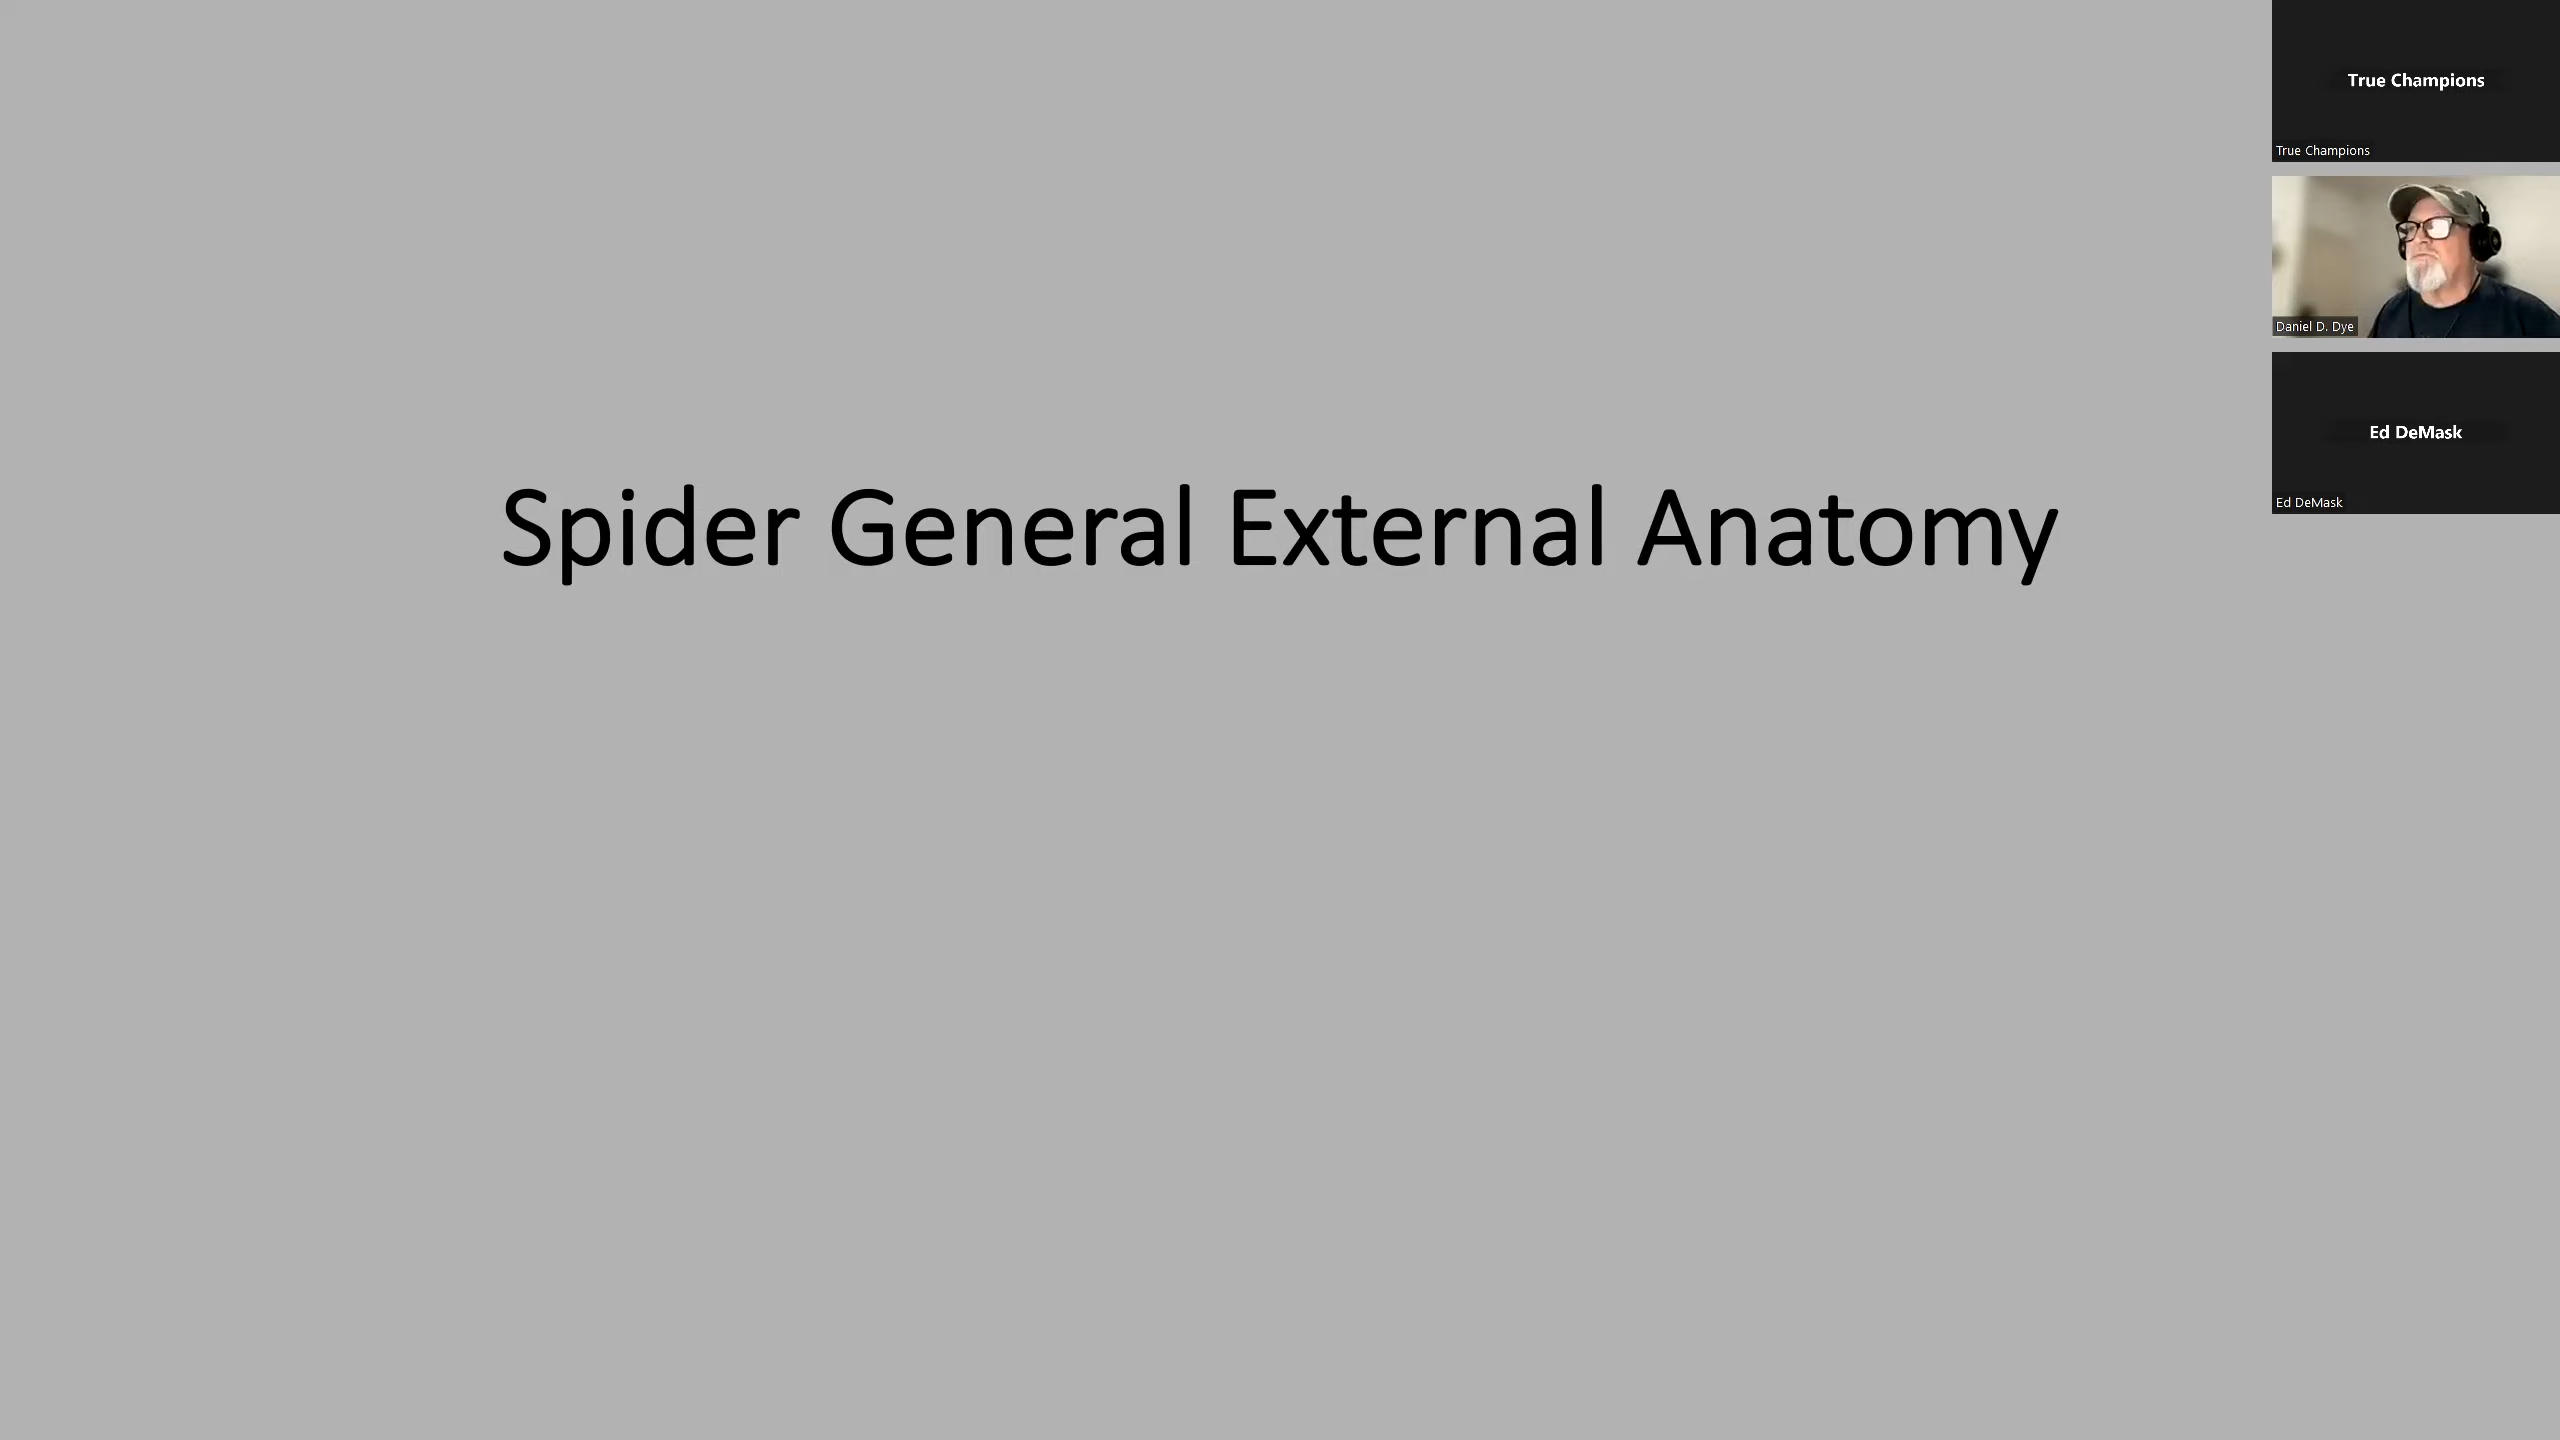 Spider General External Anatomy
True Champions
True Champions
Daniel D. Dye
Ed DeMask
Ed DeMask